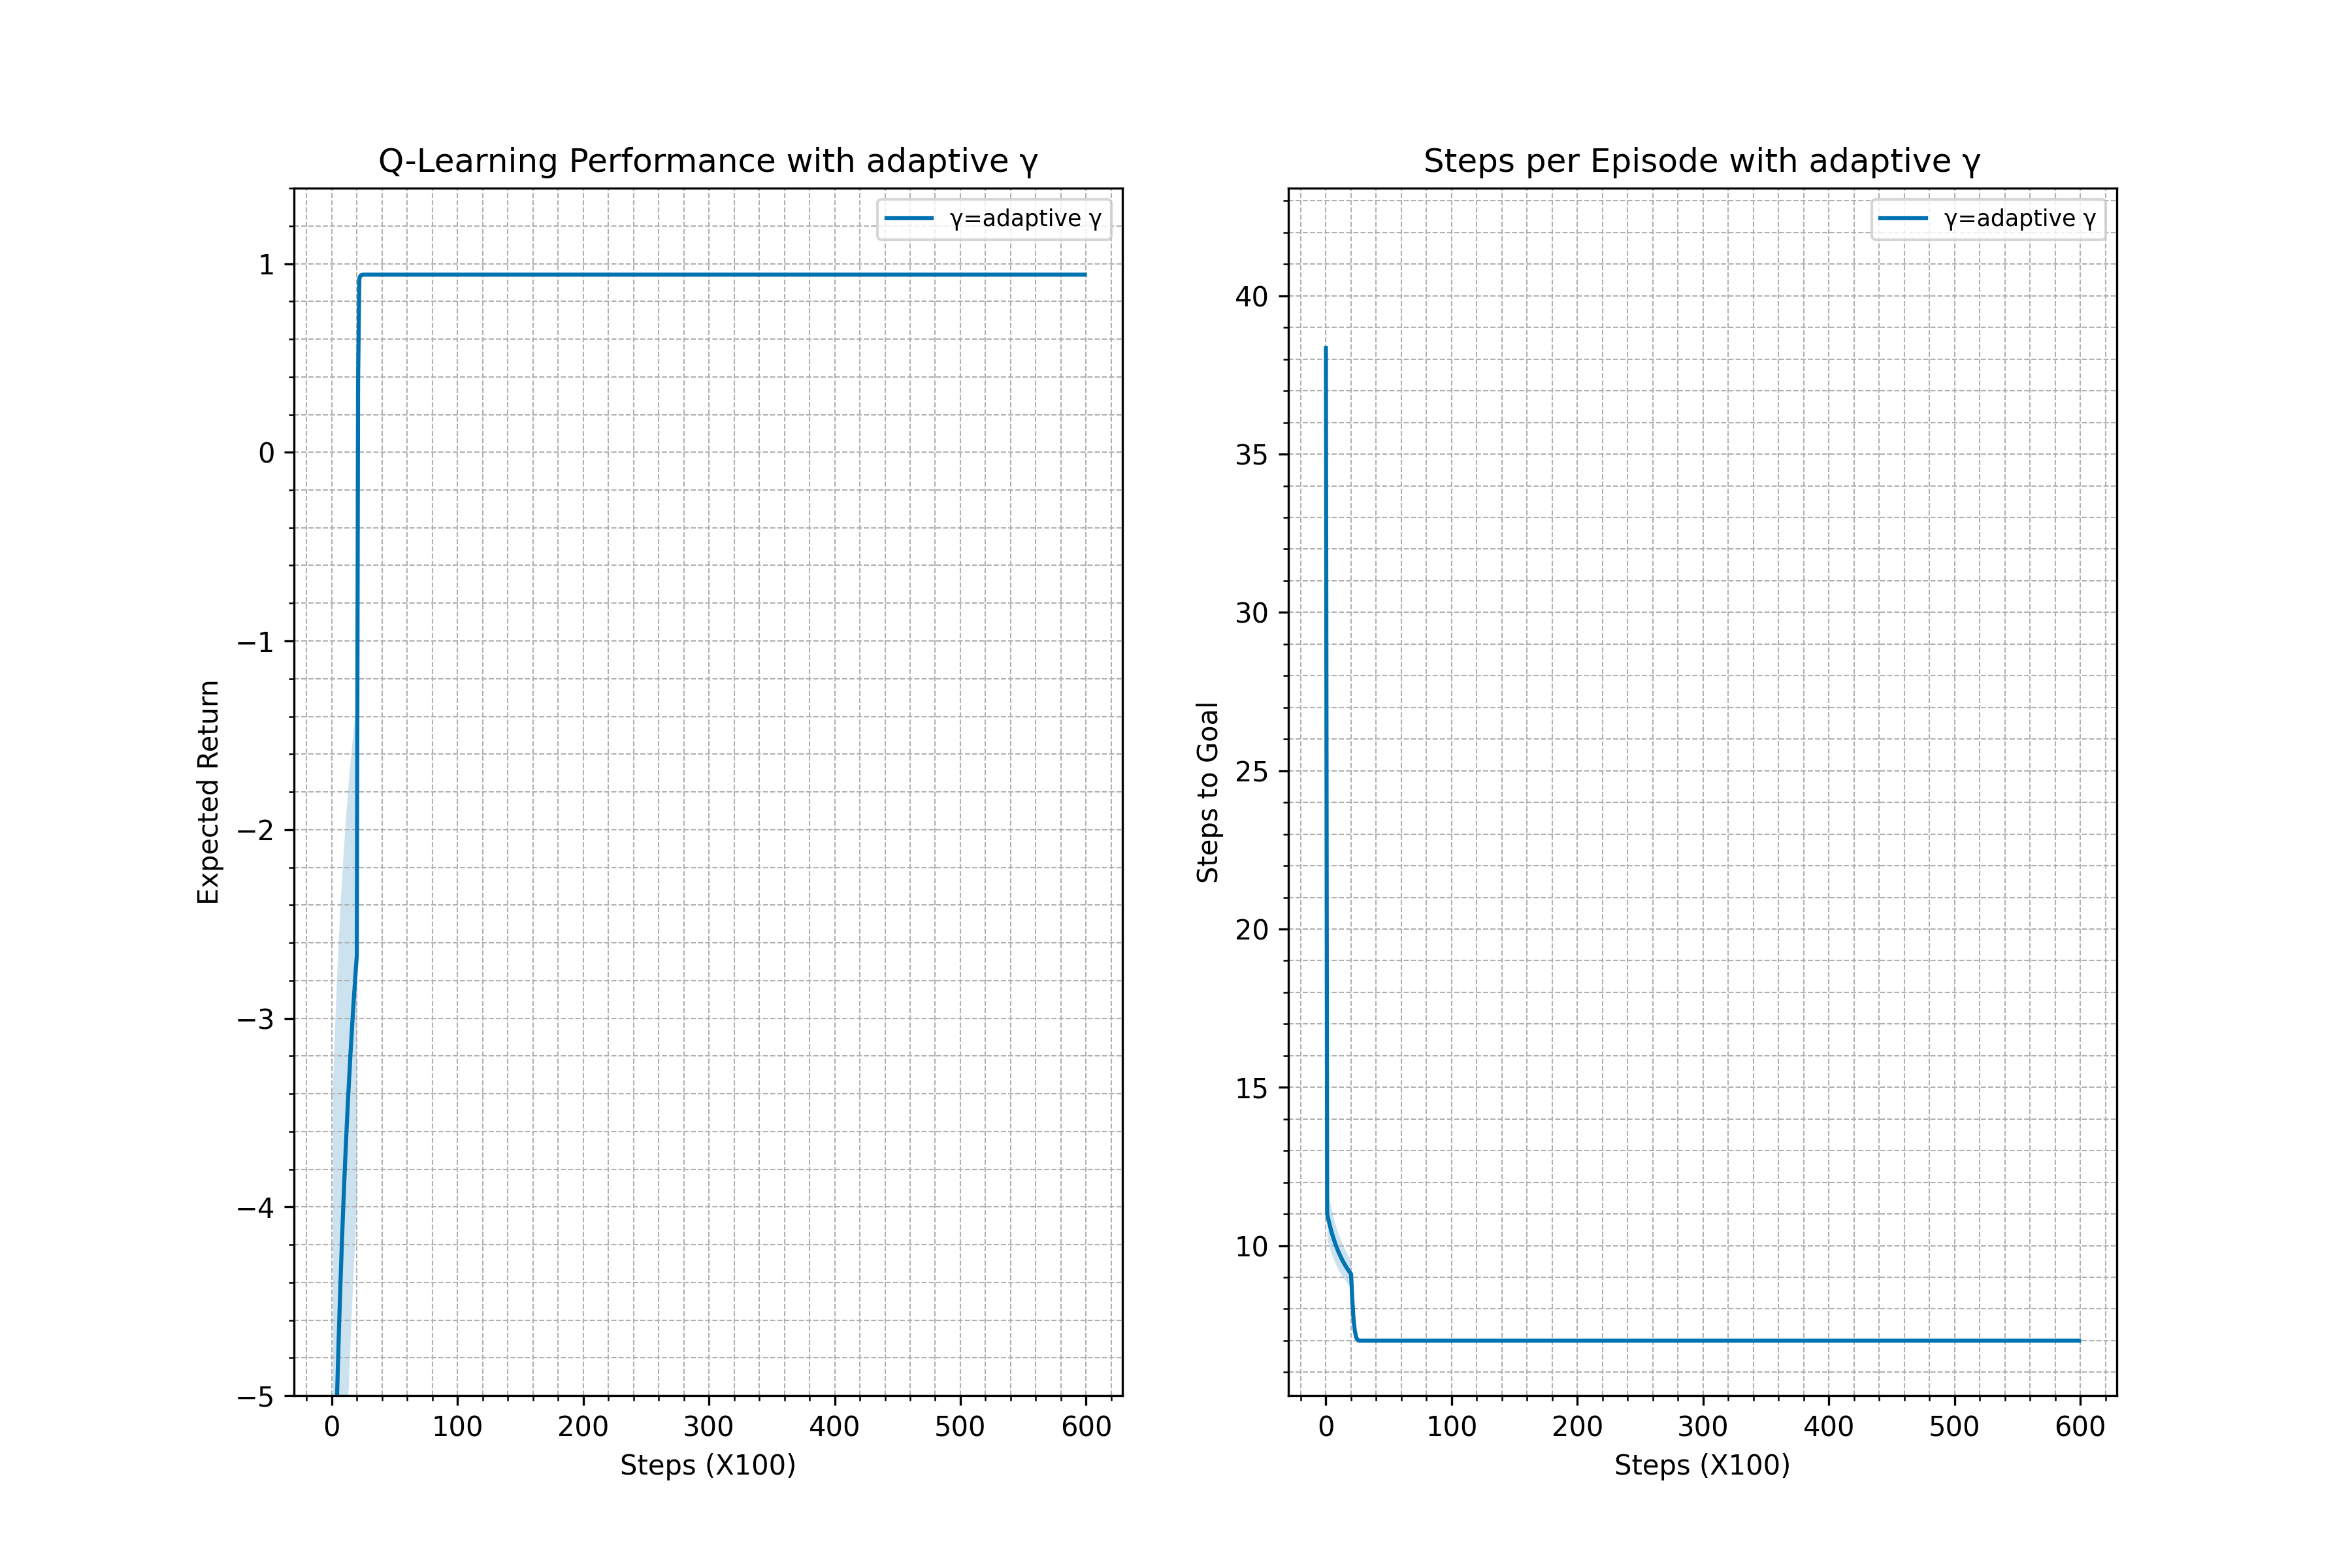 Q-Learning Performance with adaptive γ
γ=adaptive γ
Expected Return
1
0
−1
−2
−3
−4
−5
0 100 200 300 400 500 600
Steps (X100)
Steps per Episode with adaptive γ
γ=adaptive γ
Steps to Goal
40
35
30
25
20
15
10
0 100 200 300 400 500 600
Steps (X100)